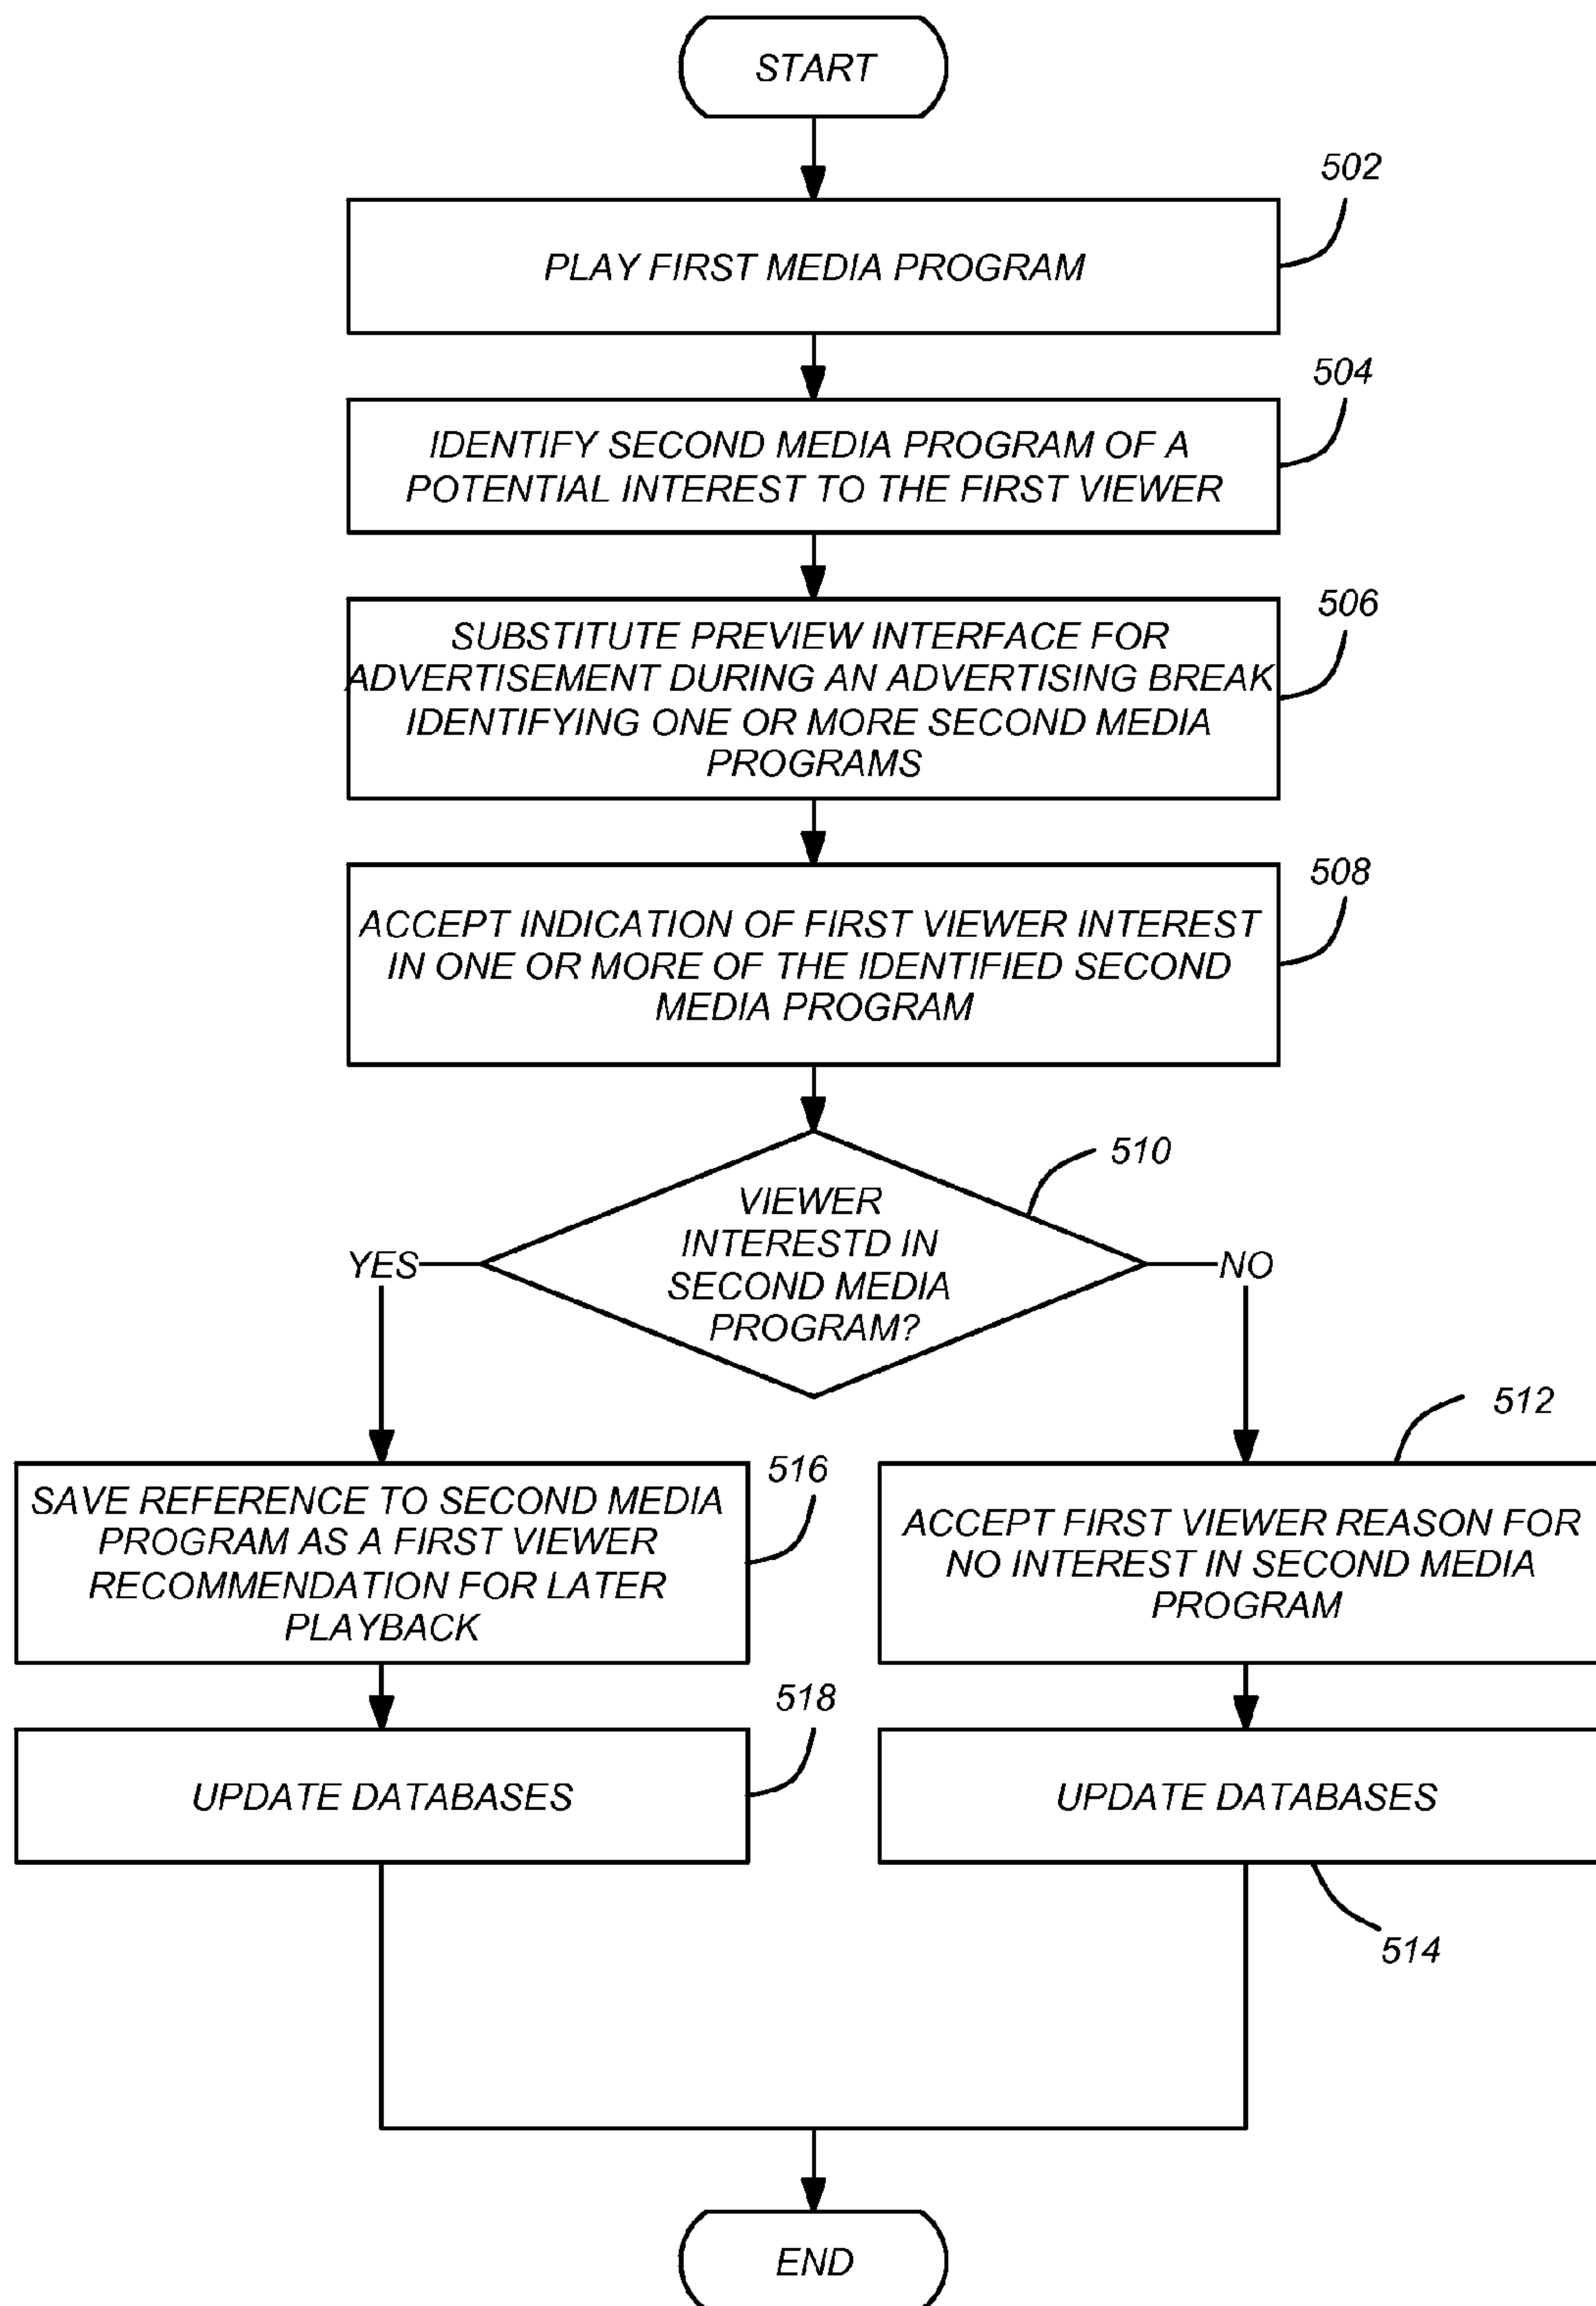 START
502
PLAY FIRST MEDIA PROGRAM
504
IDENTIFY SECOND MEDIA PROGRAM OF A
POTENTIAL INTEREST TO THE FIRST VIEWER
506
SUBSTITUTE PREVIEW INTERFACE FOR
ADVERTISEMENT DURING AN ADVERTISING BREAK
IDENTIFYING ONE OR MORE SECOND MEDIA
PROGRAMS
508
ACCEPT INDICATION OF FIRST VIEWER INTEREST
IN ONE OR MORE OF THE IDENTIFIED SECOND
MEDIA PROGRAM
510
VIEWER
INTERESTD IN
SECOND MEDIA
PROGRAM?
YES
NO
516
SAVE REFERENCE TO SECOND MEDIA
PROGRAM AS A FIRST VIEWER
RECOMMENDATION FOR LATER
PLAYBACK
512
ACCEPT FIRST VIEWER REASON FOR
NO INTEREST IN SECOND MEDIA
PROGRAM
518
UPDATE DATABASES
UPDATE DATABASES
514
END